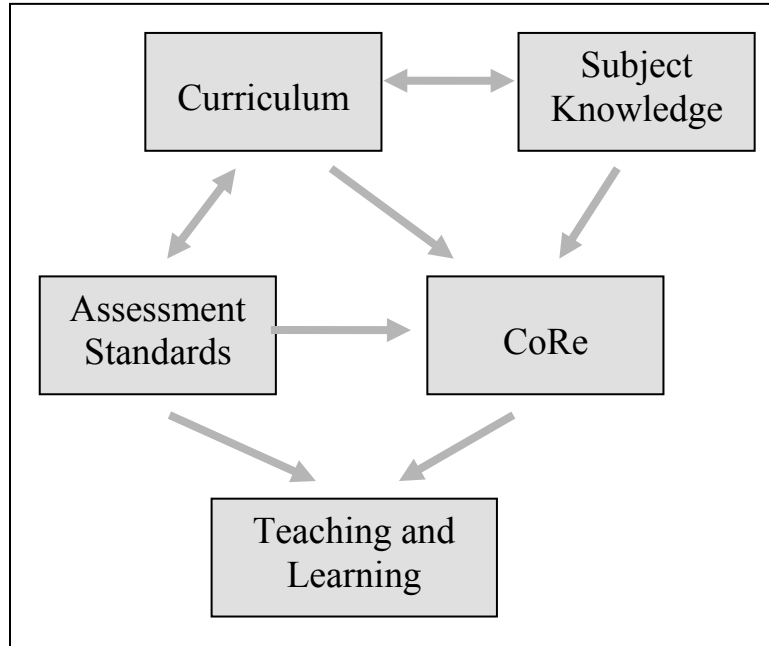 Curriculum
Subject
Knowledge
Assessment
Standards
CoRe
Teaching and
Learning